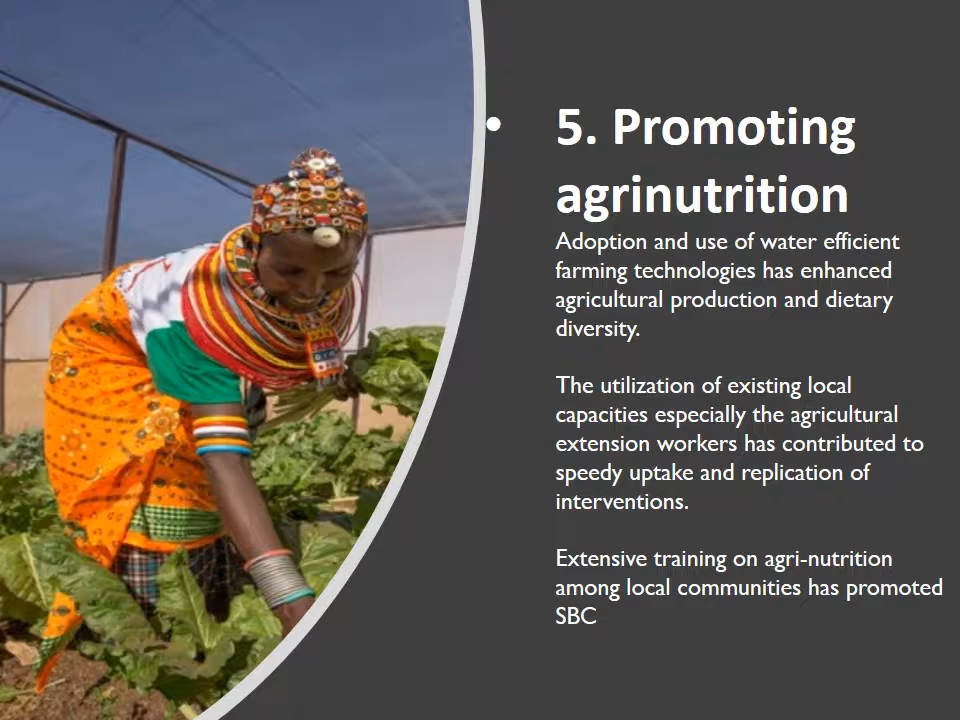 • 5. Promoting
agrinutrition
Adoption and use of water efficient
farming technologies has enhanced
agricultural production and dietary
diversity.
The utilization of existing local
capacities especially the agricultural
extension workers has contributed to
speedy uptake and replication of
interventions.
Extensive training on agri-nutrition
among local communities has promoted
SBC